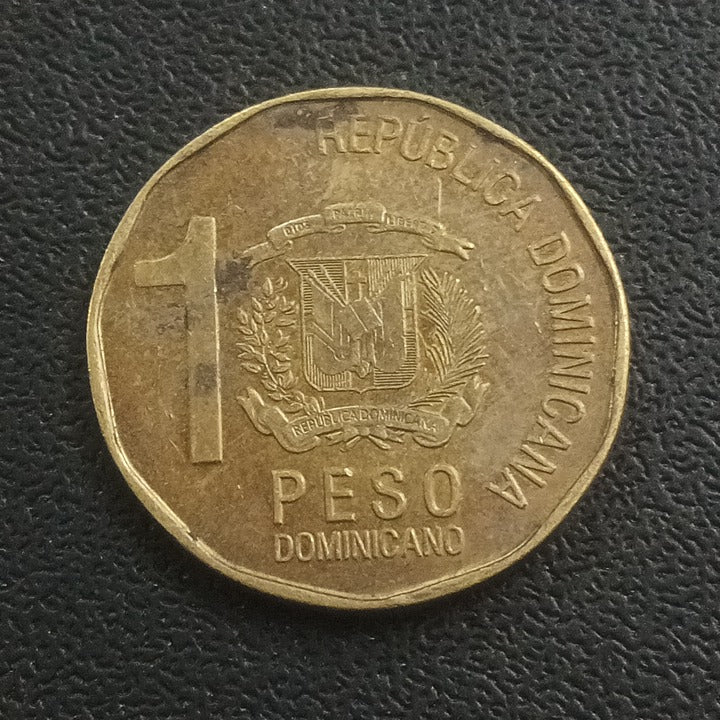 REPÚBLICA DOMINICANA
DIOS PATRIA LIBERTAD
1
REPÚBLICA DOMINICANA
PESO
DOMINICANO